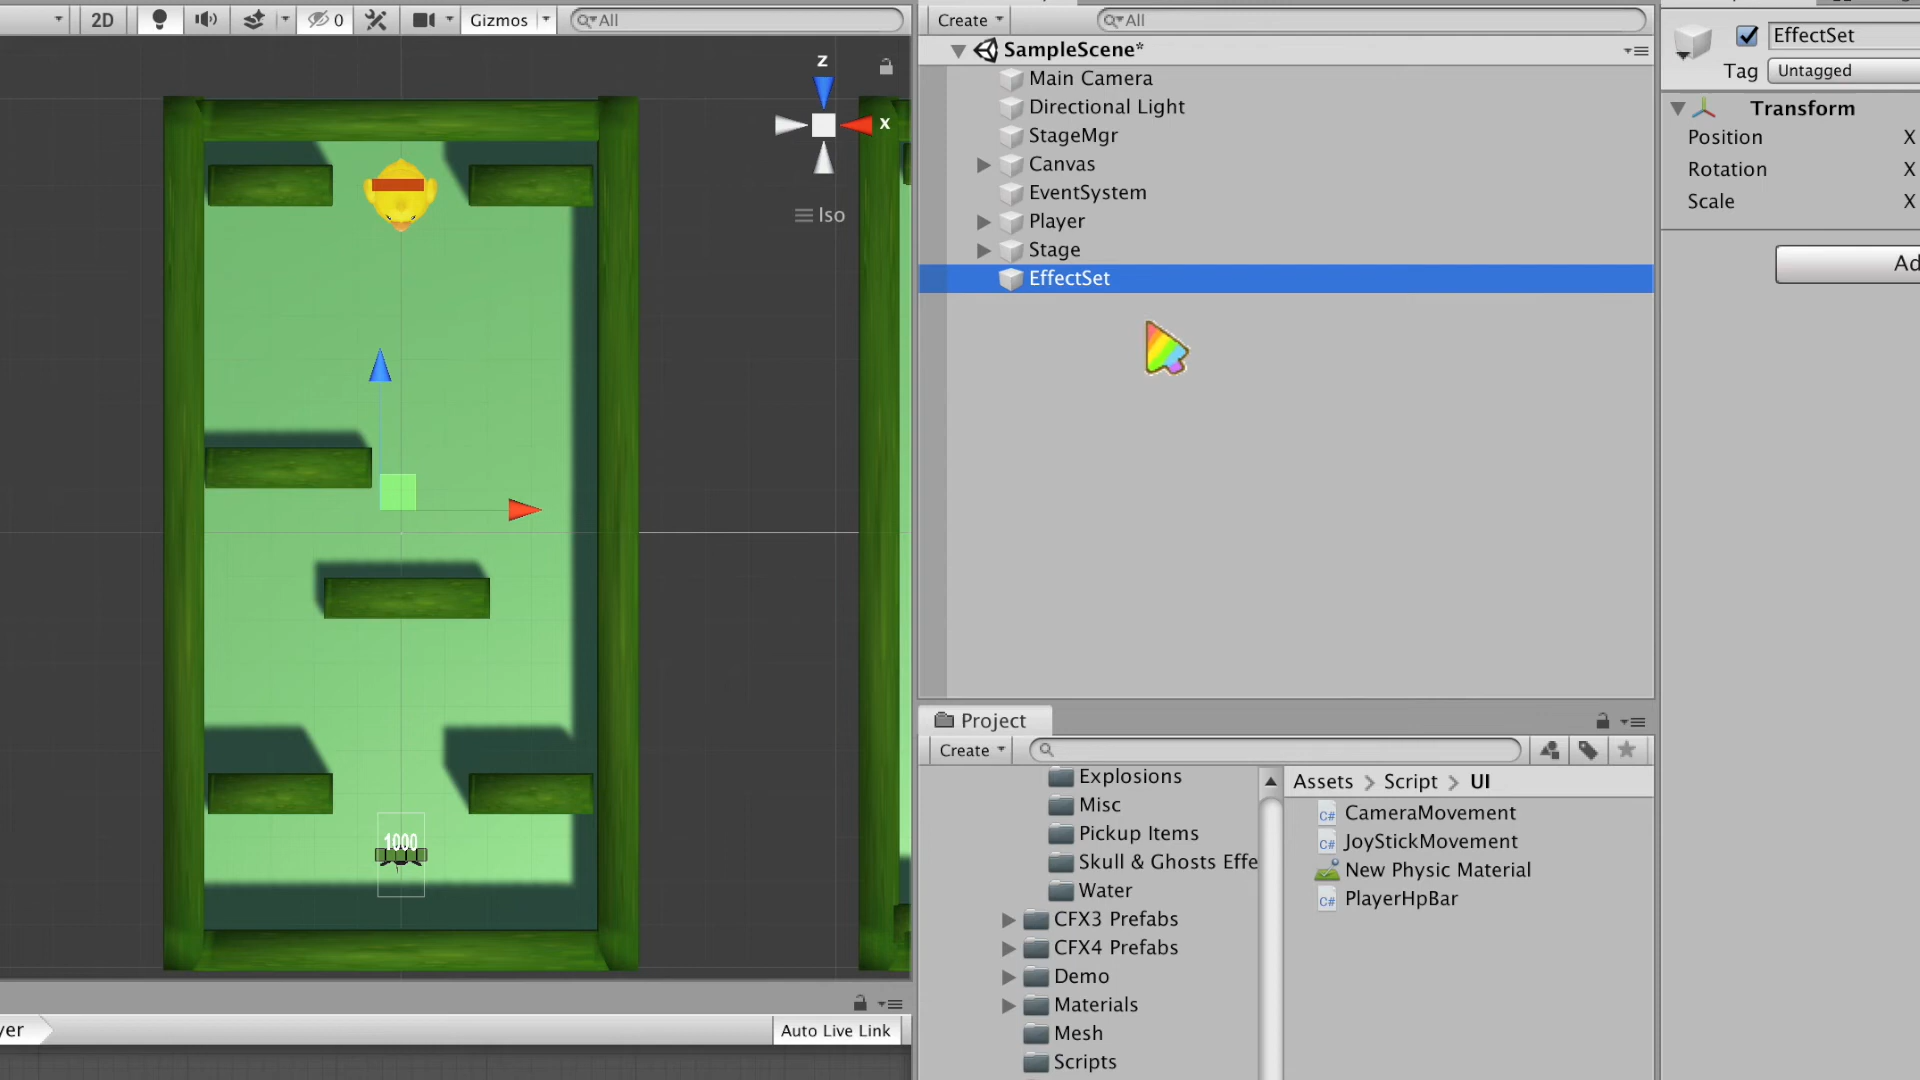 2D
0
Gizmos
All
Z
X
Iso
1000
yer
Auto Live Link
Create
All
SampleScene*
Main Camera
Directional Light
StageMgr
Canvas
EventSystem
Player
Stage
EffectSet
Project
Create
Explosions
Misc
Pickup Items
Skull & Ghosts Effe
Water
CFX3 Prefabs
CFX4 Prefabs
Demo
Materials
Mesh
Scripts
Assets > Script > UI
CameraMovement
JoyStickMovement
New Physic Material
PlayerHpBar
EffectSet
Tag Untagged
Transform
Position X
Rotation X
Scale X
Ad